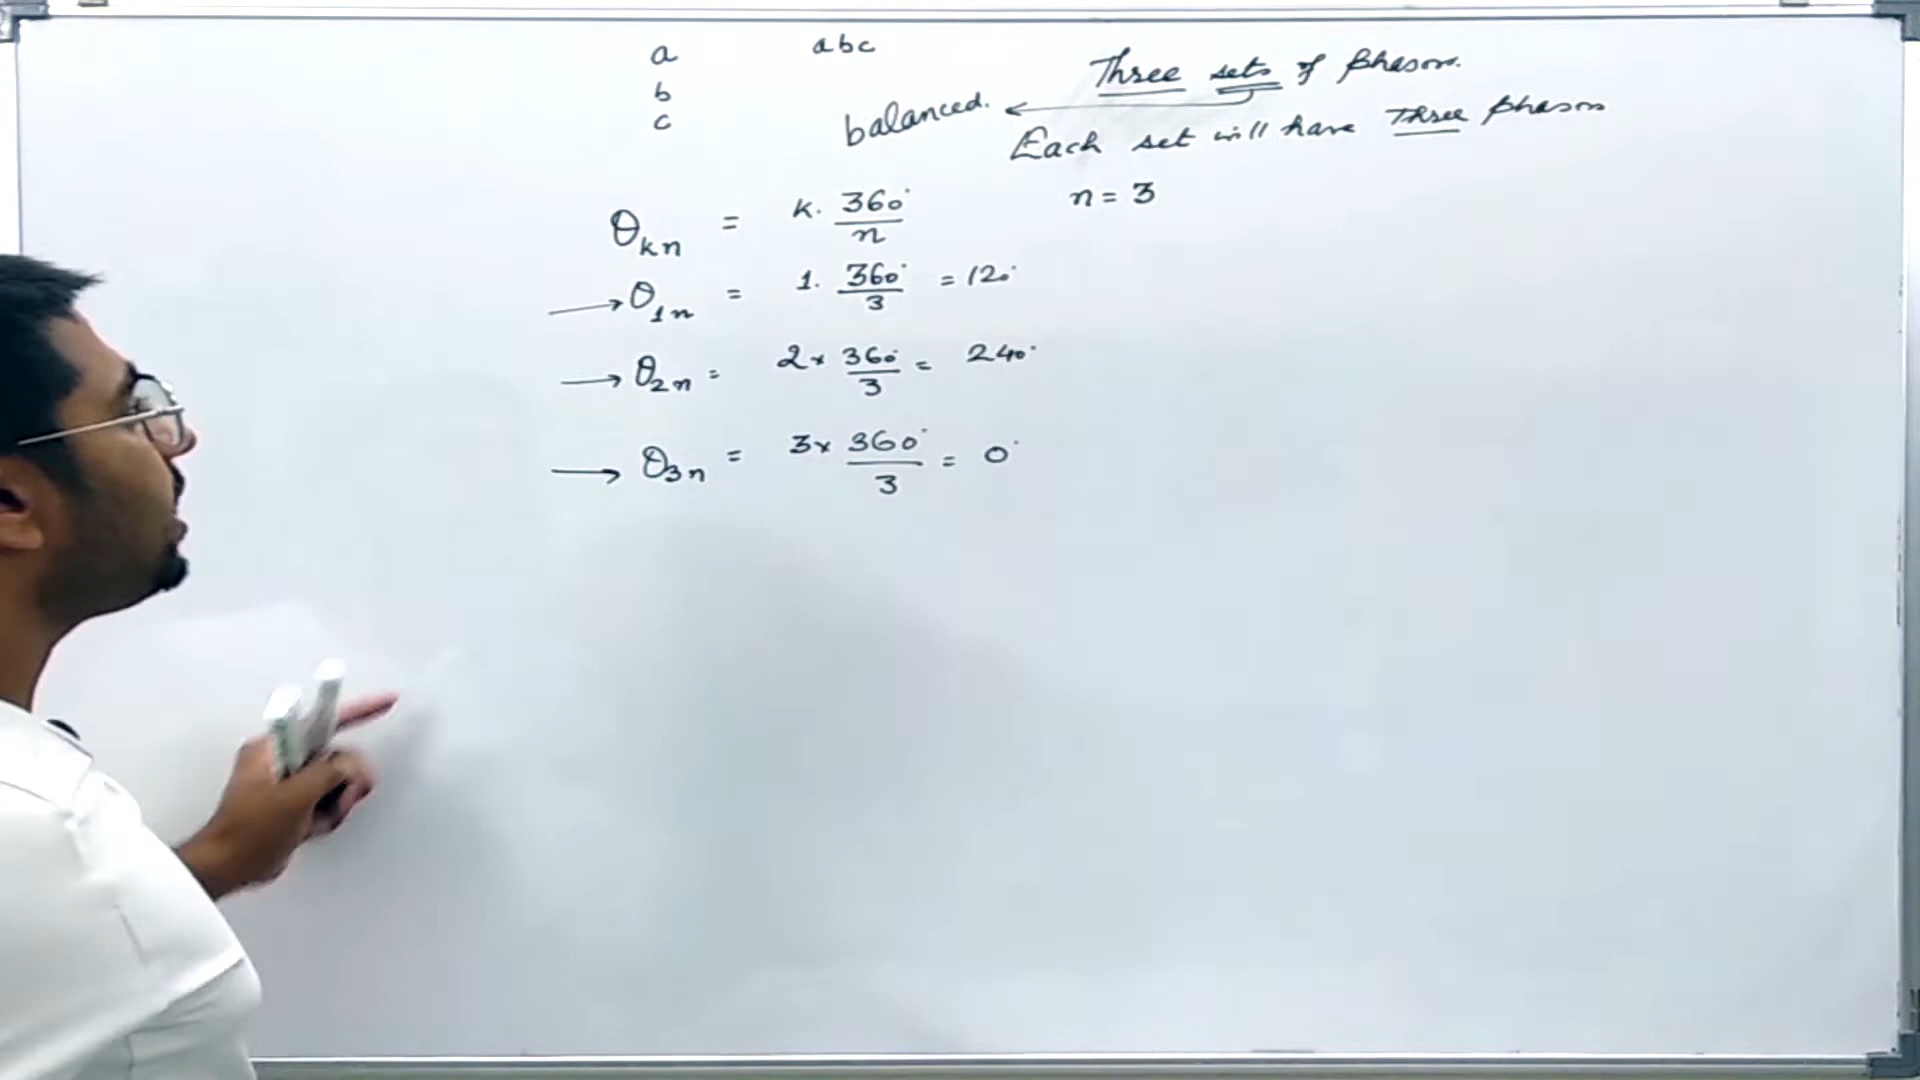 a
b
c
abc
Three sets of phasors.
balanced.
Each set will have Three phasors
n = 3
θkn = k. 360° / n
θ1n = 1. 360° / 3 = 120°
θ2n = 2 × 360° / 3 = 240°
θ3n = 3 × 360° / 3 = 0°